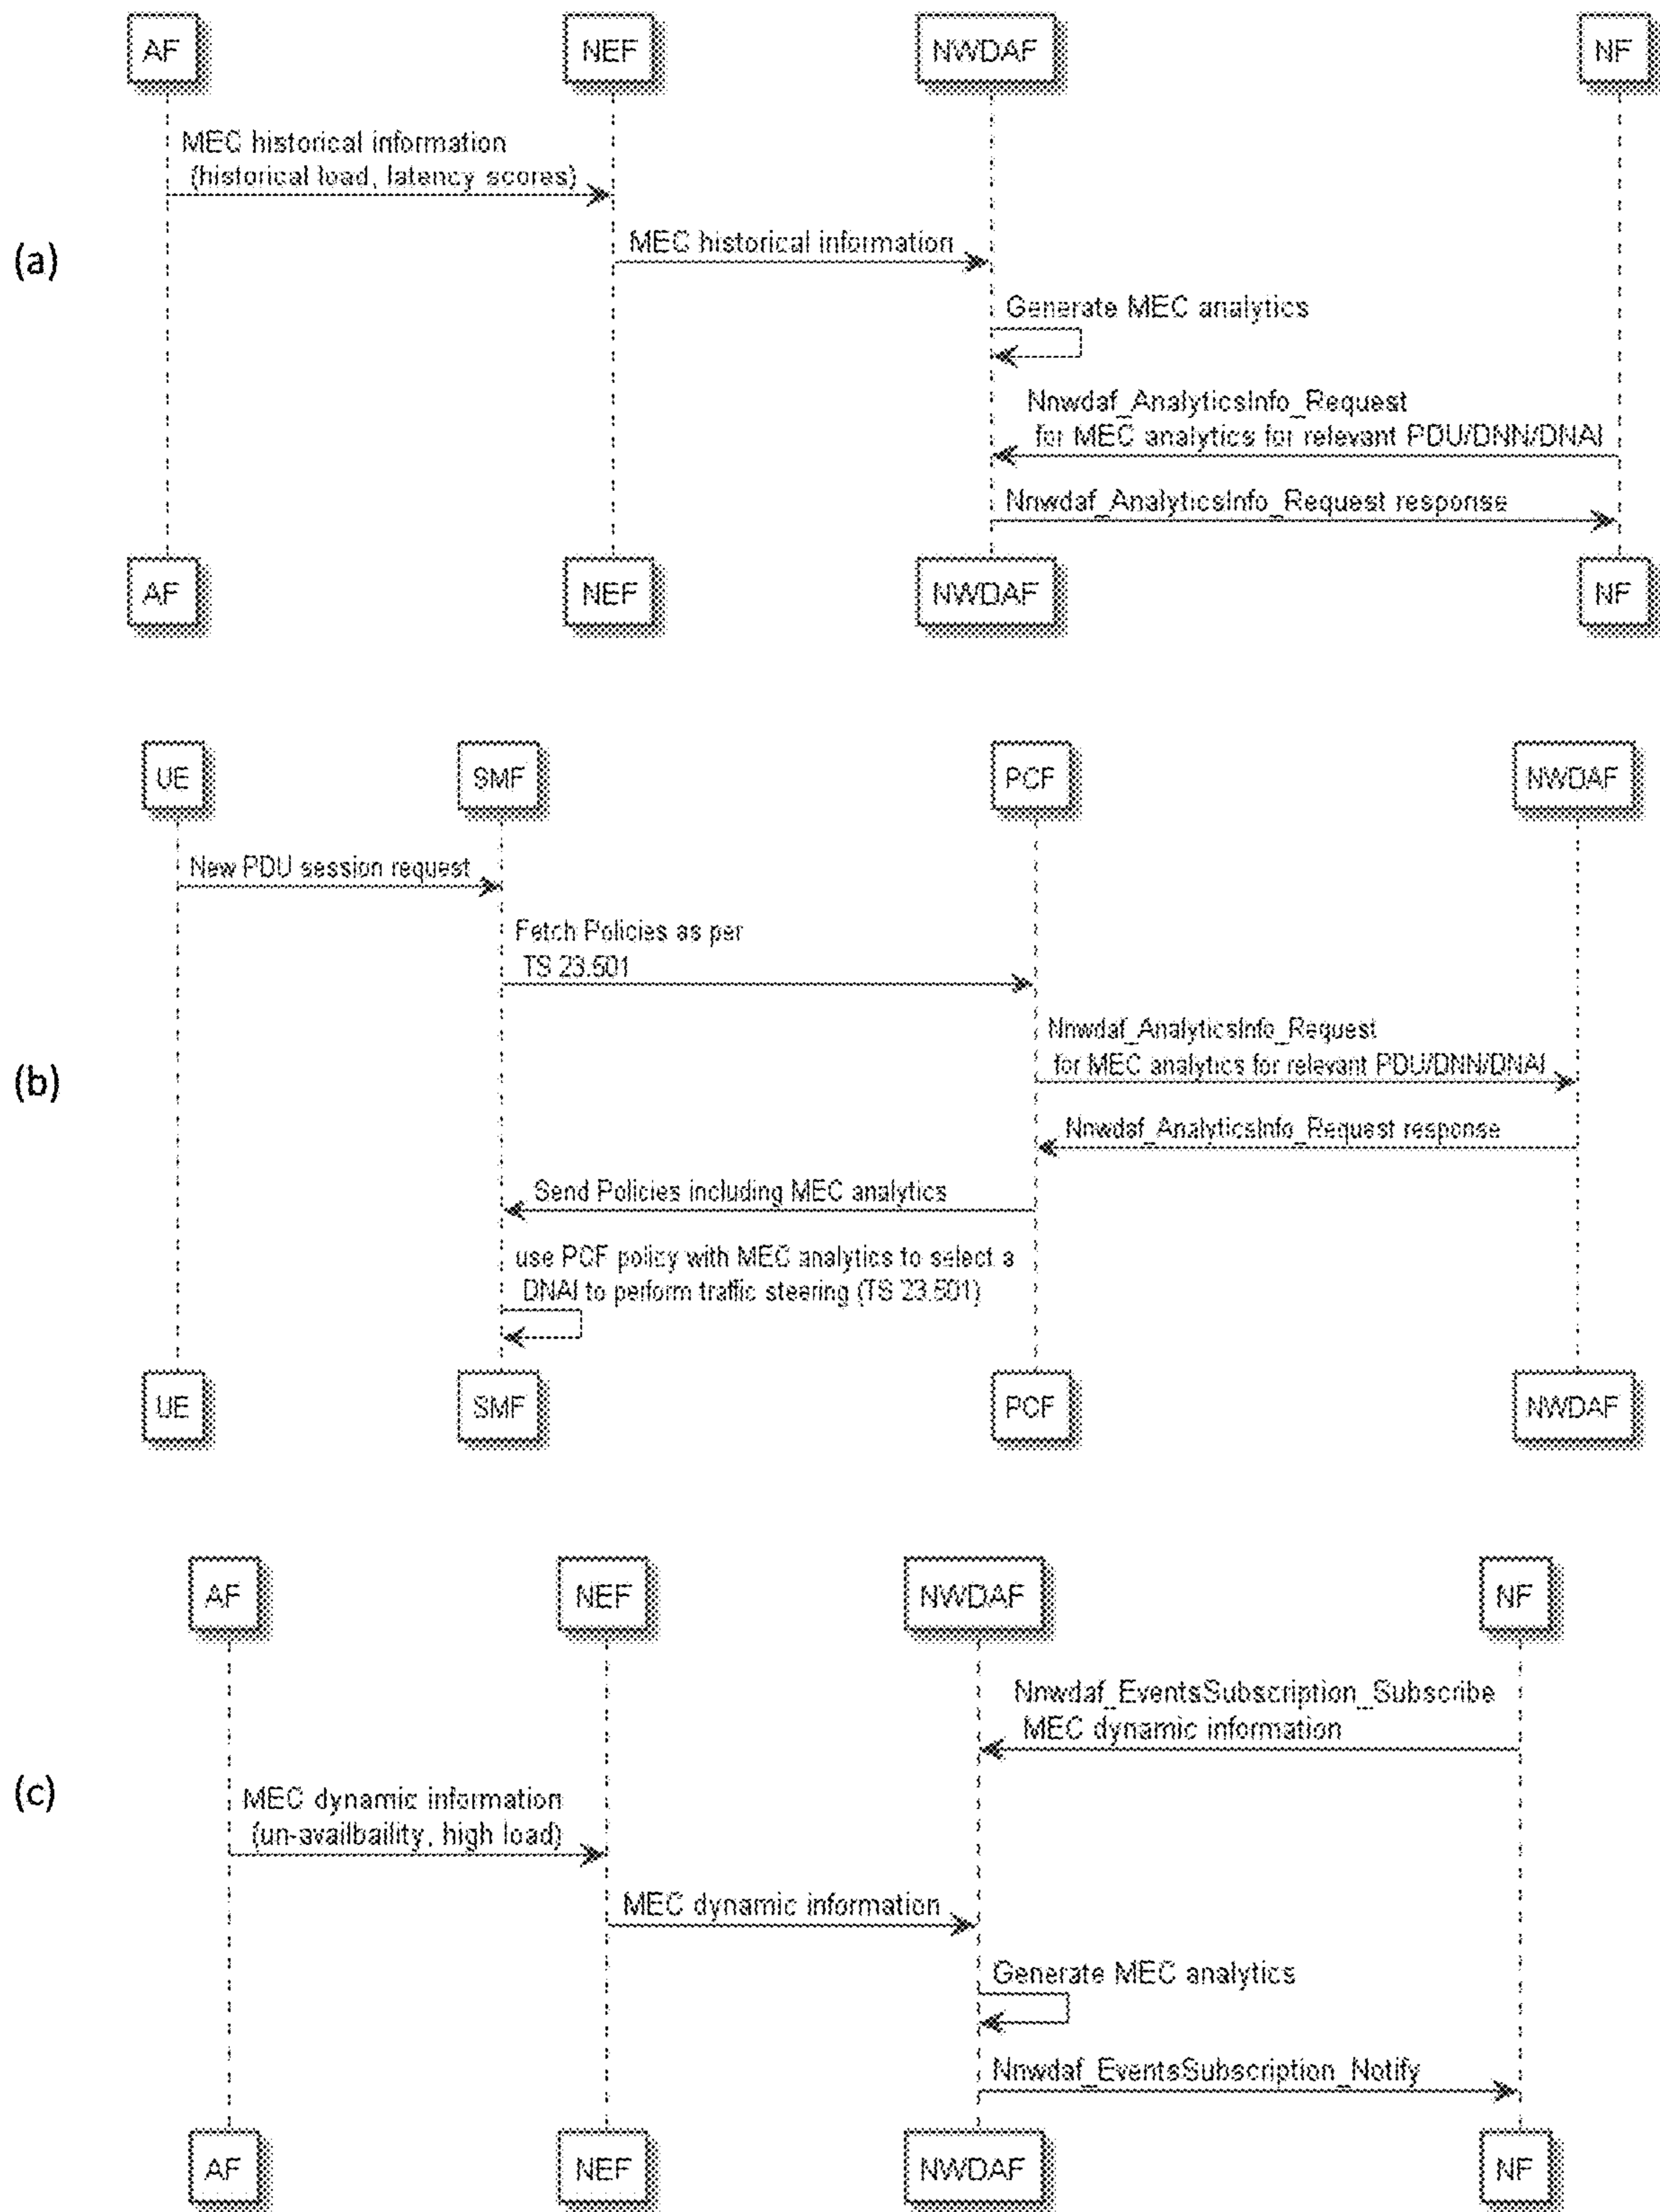 AF NEF NWDAF NF
MEC historical information
(historical load, latency scores)
MEC historical information
(a)
Generate MEC analytics
Nnwdaf_AnalyticsInfo_Request
for MEC analytics for relevant PDU/DNN/DNAI
Nnwdaf_AnalyticsInfo_Request response
AF NEF NWDAF NF
UE SMF PCF NWDAF
New PDU session request
Fetch Policies as per
TS 23.501
Nnwdaf_AnalyticsInfo_Request
for MEC analytics for relevant PDU/DNN/DNAI
(b)
Nnwdaf_AnalyticsInfo_Request response
Send Policies including MEC analytics
use PCF policy with MEC analytics to select a
DNAI to perform traffic steering (TS 23.501)
UE SMF PCF NWDAF
AF NEF NWDAF NF
Nnwdaf_EventsSubscription_Subscribe
MEC dynamic information
(c)
MEC dynamic information
(un-availbaility, high load)
MEC dynamic information
Generate MEC analytics
Nnwdaf_EventsSubscription_Notify
AF NEF NWDAF NF